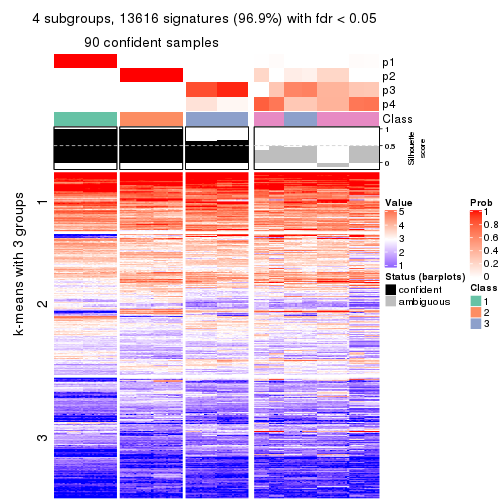 4 subgroups, 13616 signatures (96.9%) with fdr < 0.05
90 confident samples
p1
p2
p3
p4
Class
1
0.5
0
Silhouette
score
k-means with 3 groups
1
2
3
Value
5
4
3
2
1
Status (barplots)
confident
ambiguous
Prob
1
0.8
0.6
0.4
0.2
0
Class
1
2
3